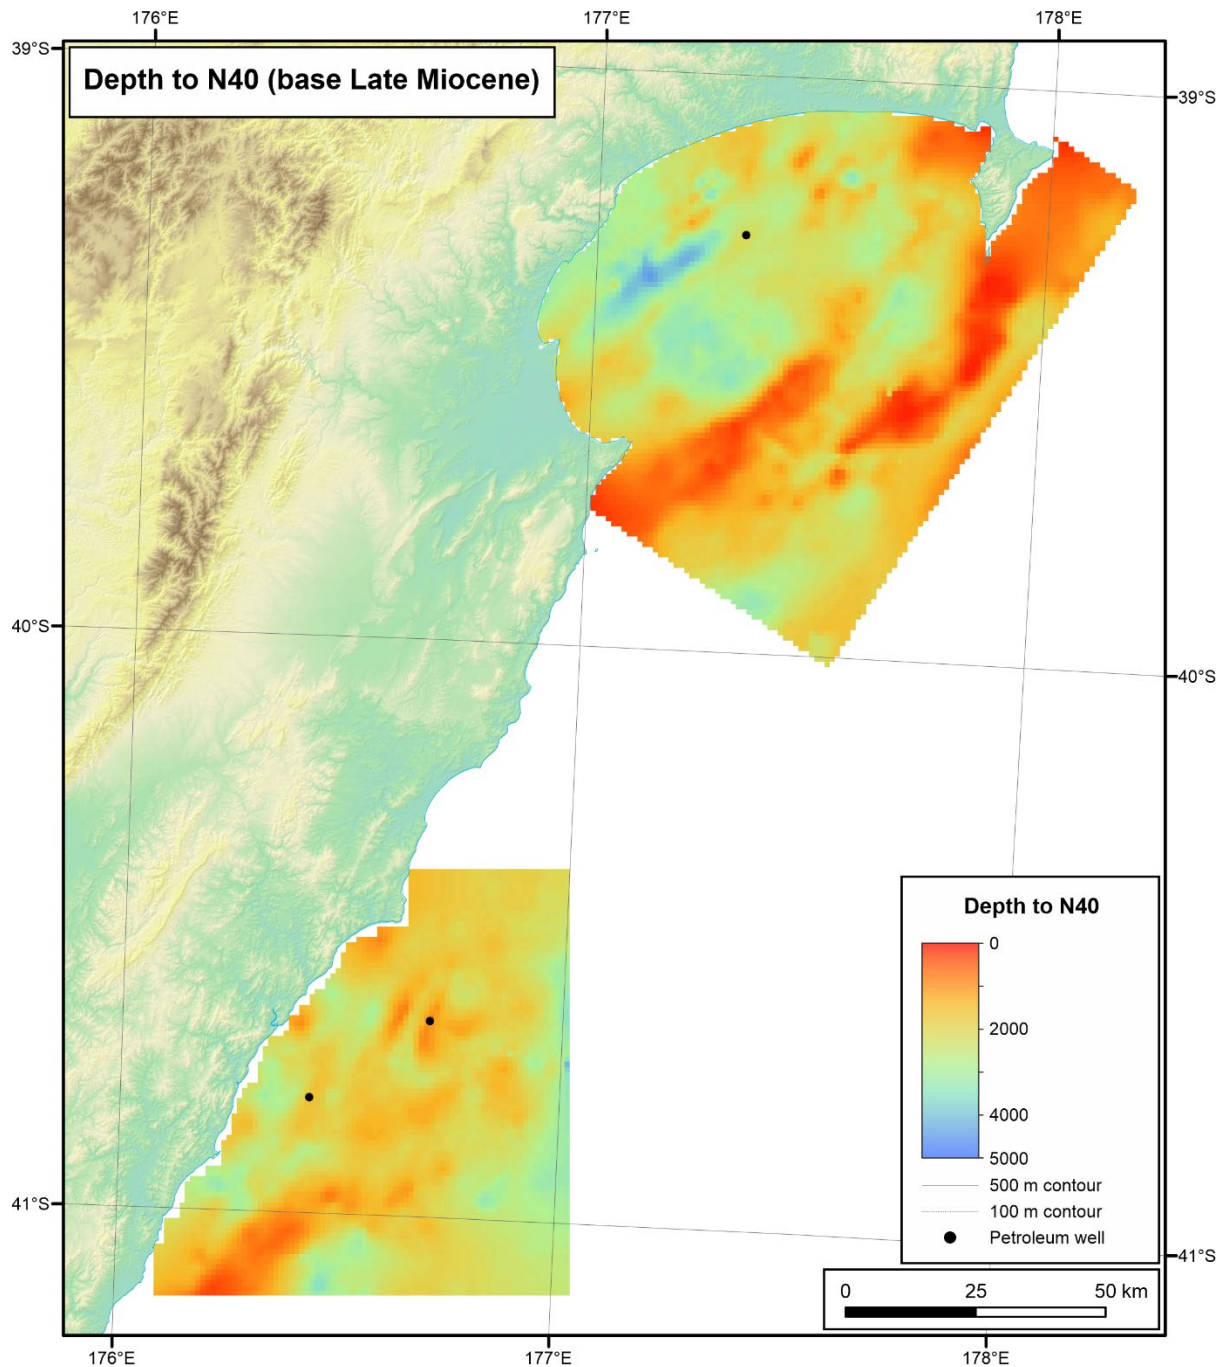 176°E 177°E 178°E
39°S
Depth to N40 (base Late Miocene)
39°S
40°S
40°S
Depth to N40
0
2000
4000
5000
500 m contour
100 m contour
Petroleum well
41°S
41°S
0 25 50 km
176°E 177°E 178°E